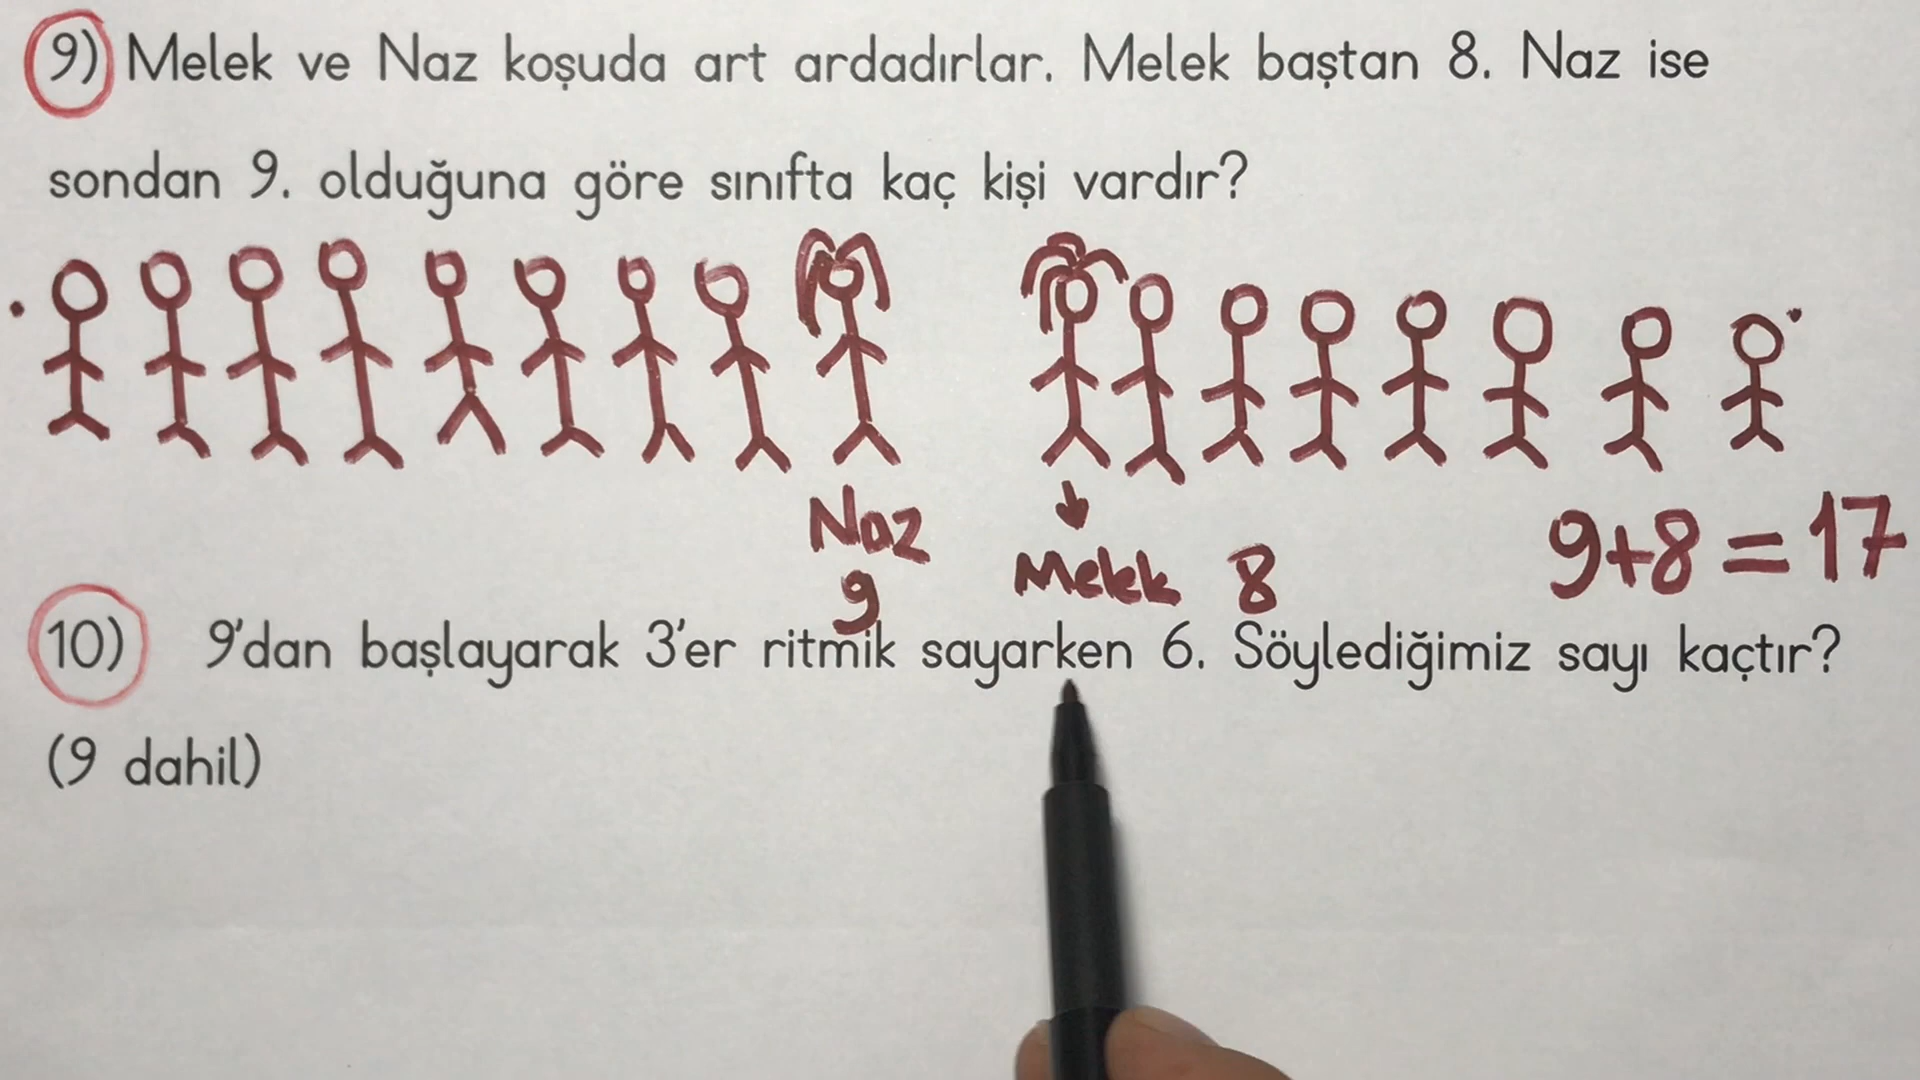 9) Melek ve Naz koşuda art ardadırlar. Melek baştan 8. Naz ise
sondan 9. olduğuna göre sınıfta kaç kişi vardır?
Naz
9
Melek 8
9+8=17
10) 9'dan başlayarak 3'er ritmik sayarken 6. Söylediğimiz sayı kaçtır?
(9 dahil)